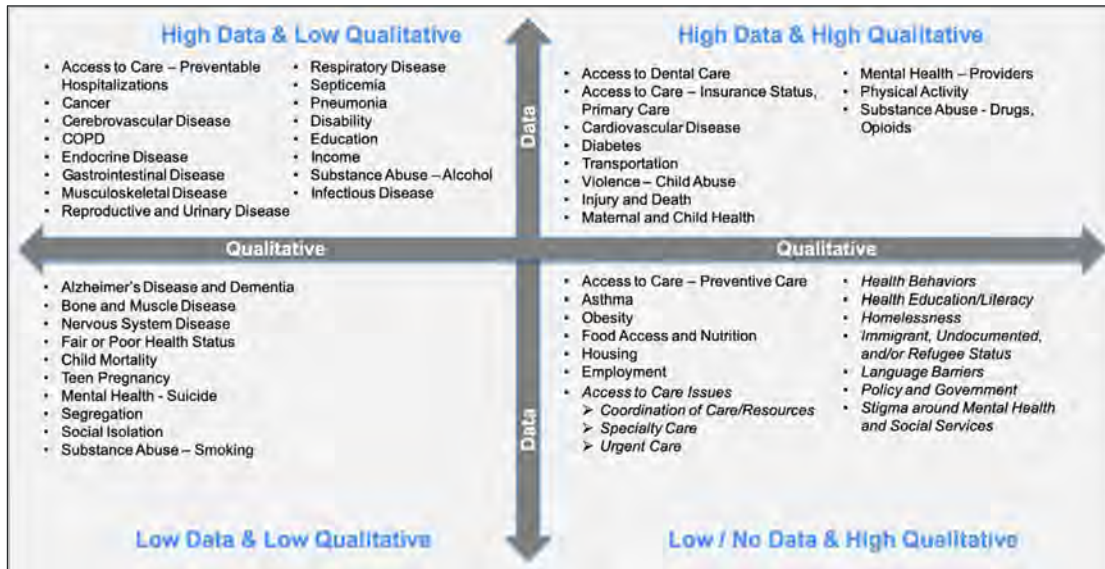 High Data & Low Qualitative
• Access to Care – Preventable
Hospitalizations
• Cancer
• Cerebrovascular Disease
• COPD
• Endocrine Disease
• Gastrointestinal Disease
• Musculoskeletal Disease
• Reproductive and Urinary Disease
• Respiratory Disease
• Septicemia
• Pneumonia
• Disability
• Education
• Income
• Substance Abuse – Alcohol
• Infectious Disease
High Data & High Qualitative
• Access to Dental Care
• Access to Care – Insurance Status,
Primary Care
• Cardiovascular Disease
• Diabetes
• Transportation
• Violence – Child Abuse
• Injury and Death
• Maternal and Child Health
• Mental Health – Providers
• Physical Activity
• Substance Abuse - Drugs,
Opioids
Data
Qualitative
Qualitative
• Alzheimer's Disease and Dementia
• Bone and Muscle Disease
• Nervous System Disease
• Fair or Poor Health Status
• Child Mortality
• Teen Pregnancy
• Mental Health - Suicide
• Segregation
• Social Isolation
• Substance Abuse – Smoking
Low Data & Low Qualitative
Data
• Access to Care – Preventive Care
• Asthma
• Obesity
• Food Access and Nutrition
• Housing
• Employment
• Access to Care Issues
➢ Coordination of Care/Resources
➢ Specialty Care
➢ Urgent Care
• Health Behaviors
• Health Education/Literacy
• Homelessness
• Immigrant, Undocumented,
and/or Refugee Status
• Language Barriers
• Policy and Government
• Stigma around Mental Health
and Social Services
Low / No Data & High Qualitative